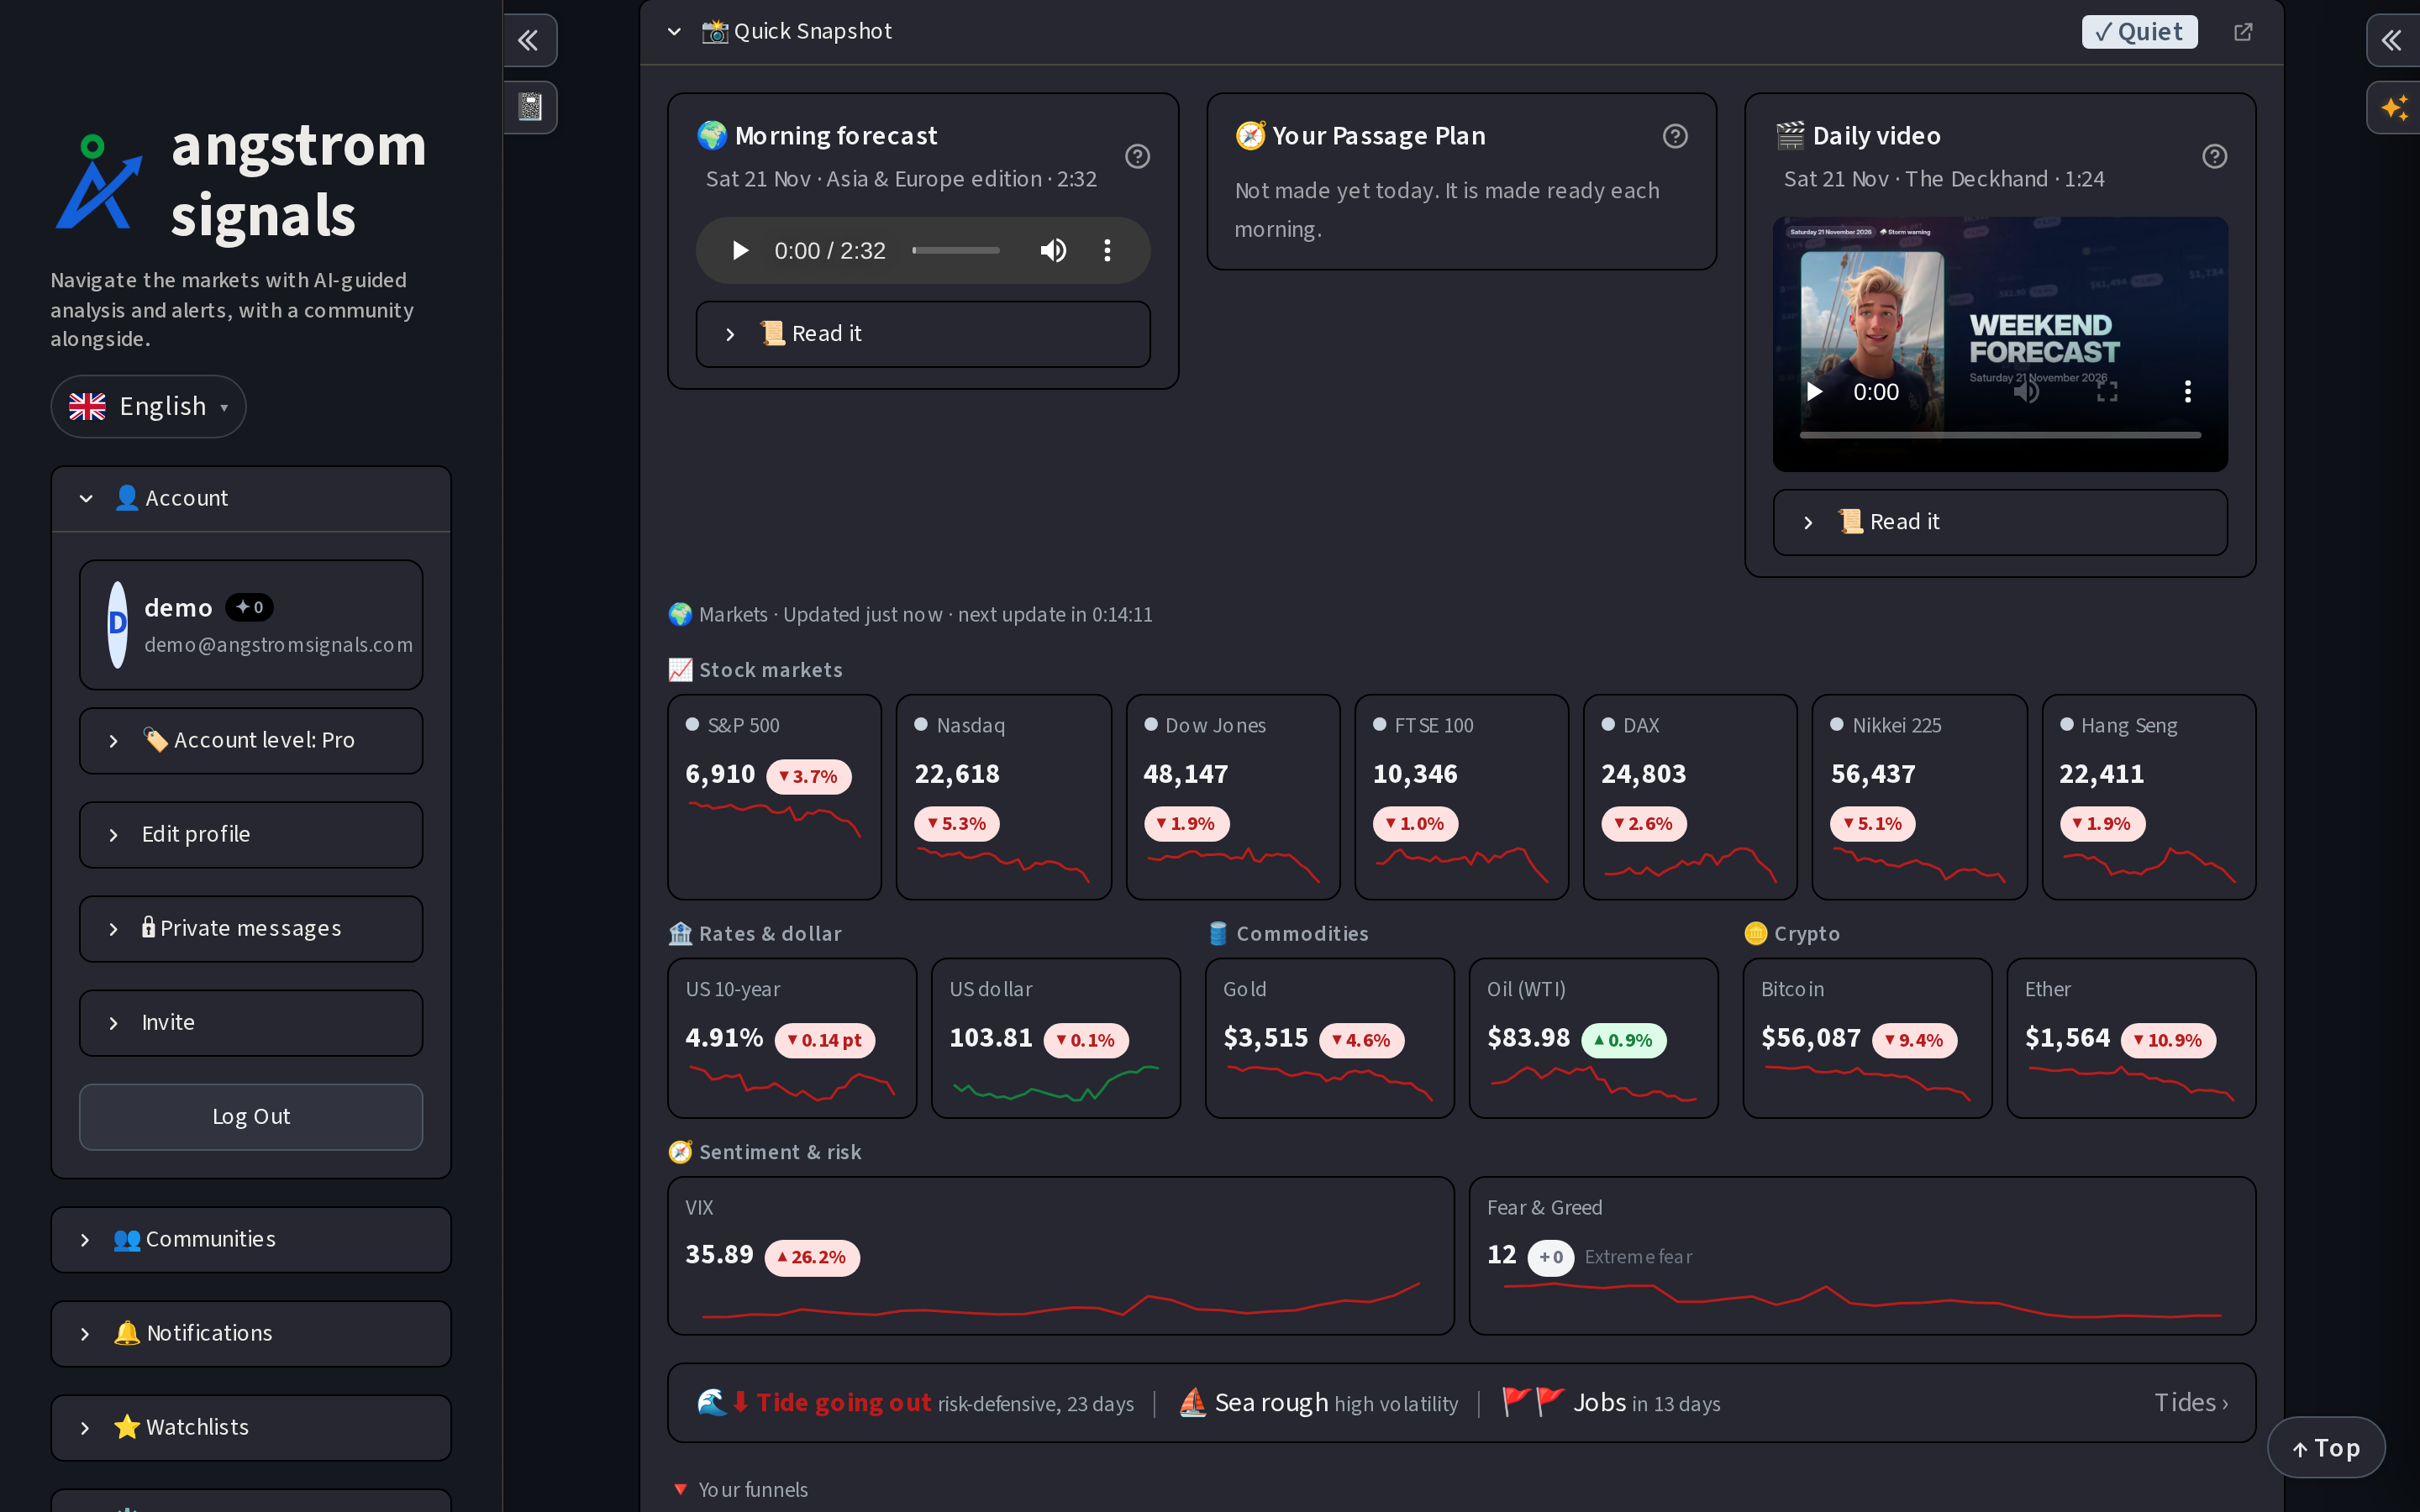 angstrom
signals
Navigate the markets with AI-guided
analysis and alerts, with a community
alongside.
English
Account
D
demo
✦ 0
demo@angstromsignals.com
Account level: Pro
Edit profile
Private messages
Invite
Log Out
Communities
Notifications
Watchlists
Quick Snapshot
✓ Quiet
Morning forecast
Sat 21 Nov · Asia & Europe edition · 2:32
0:00 / 2:32
Read it
Your Passage Plan
Not made yet today. It is made ready each
morning.
Daily video
Sat 21 Nov · The Deckhand · 1:24
Saturday 21 November 2026
Storm warning
WEEKEND
FORECAST
Saturday 21 November 2026
0:00
Read it
Markets · Updated just now · next update in 0:14:11
Stock markets
S&P 500
6,910 ▼ 3.7%
Nasdaq
22,618
▼ 5.3%
Dow Jones
48,147
▼ 1.9%
FTSE 100
10,346
▼ 1.0%
DAX
24,803
▼ 2.6%
Nikkei 225
56,437
▼ 5.1%
Hang Seng
22,411
▼ 1.9%
Rates & dollar
US 10-year
4.91% ▼ 0.14 pt
US dollar
103.81 ▼ 0.1%
Commodities
Gold
$3,515 ▼ 4.6%
Oil (WTI)
$83.98 ▲ 0.9%
Crypto
Bitcoin
$56,087 ▼ 9.4%
Ether
$1,564 ▼ 10.9%
Sentiment & risk
VIX
35.89 ▲ 26.2%
Fear & Greed
12 +0 Extreme fear
Tide going out risk-defensive, 23 days
Sea rough high volatility
Jobs in 13 days
Tides ›
↑ Top
Your funnels